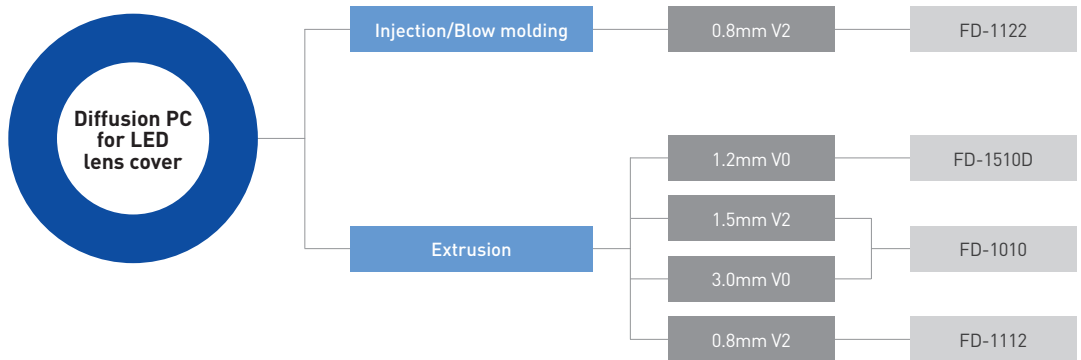 Diffusion PC
for LED
lens cover
Injection/Blow molding
0.8mm V2
FD-1122
Extrusion
1.2mm V0
FD-1510D
1.5mm V2
3.0mm V0
FD-1010
0.8mm V2
FD-1112